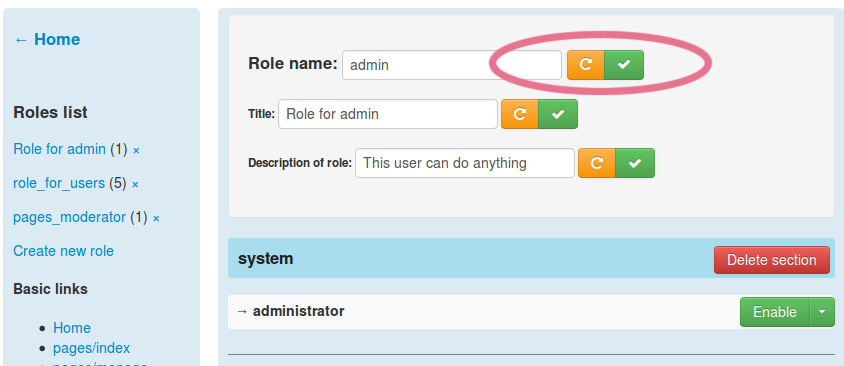 ← Home
Roles list
Role for admin (1) ×
role_for_users (5) ×
pages_moderator (1) ×
Create new role
Basic links
● Home
● pages/index
Role name: admin
Title: Role for admin
Description of role: This user can do anything
system
Delete section
→ administrator
Enable